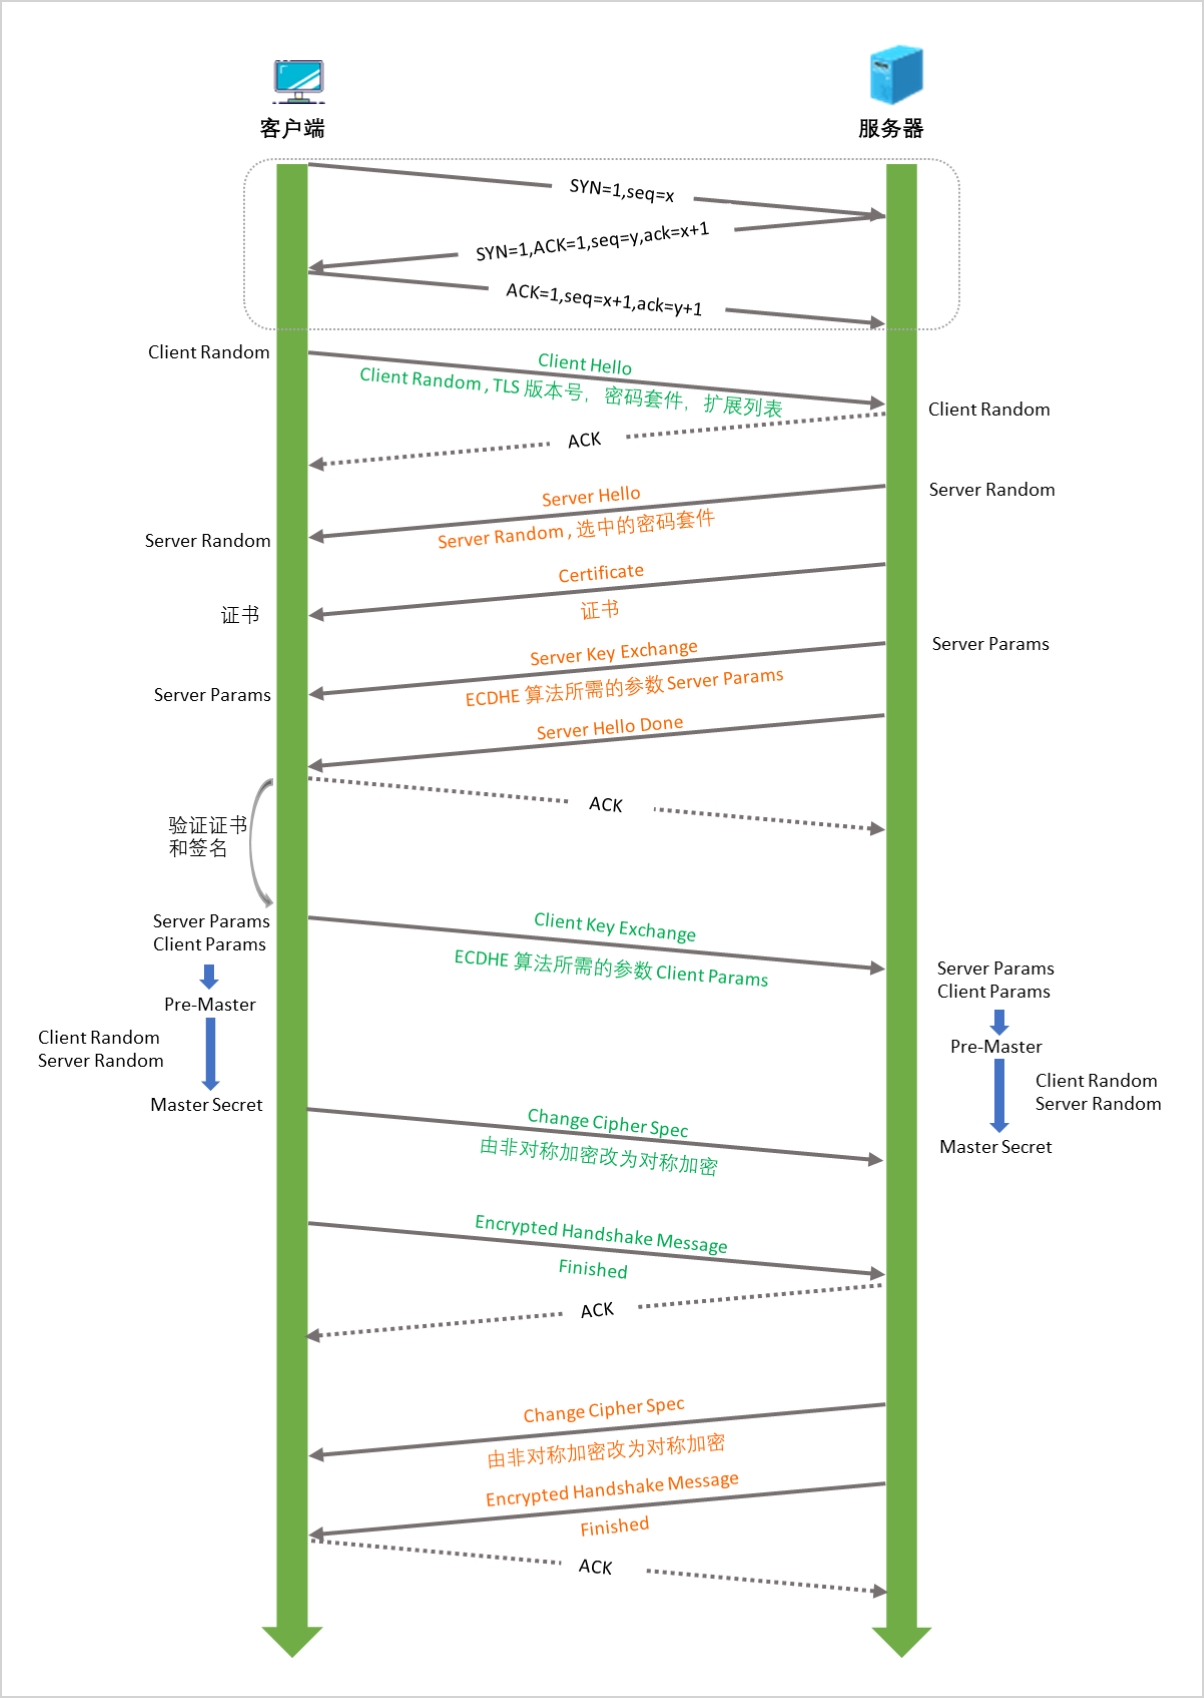 客户端
服务器
SYN=1,seq=x
SYN=1,ACK=1,seq=y,ack=x+1
ACK=1,seq=x+1,ack=y+1
Client Random
Client Hello
Client Random, TLS 版本号，密码套件，扩展列表
Client Random
ACK
Server Random
Server Hello
Server Random, 选中的密码套件
Server Random
Certificate
证书
证书
Server Key Exchange
Server Params
ECDHE 算法所需的参数 Server Params
Server Params
Server Hello Done
ACK
验证证书
和签名
Server Params
Client Params
Client Key Exchange
ECDHE 算法所需的参数 Client Params
Server Params
Client Params
Pre-Master
Pre-Master
Client Random
Server Random
Client Random
Server Random
Master Secret
Master Secret
Change Cipher Spec
由非对称加密改为对称加密
Encrypted Handshake Message
Finished
ACK
Change Cipher Spec
由非对称加密改为对称加密
Encrypted Handshake Message
Finished
ACK